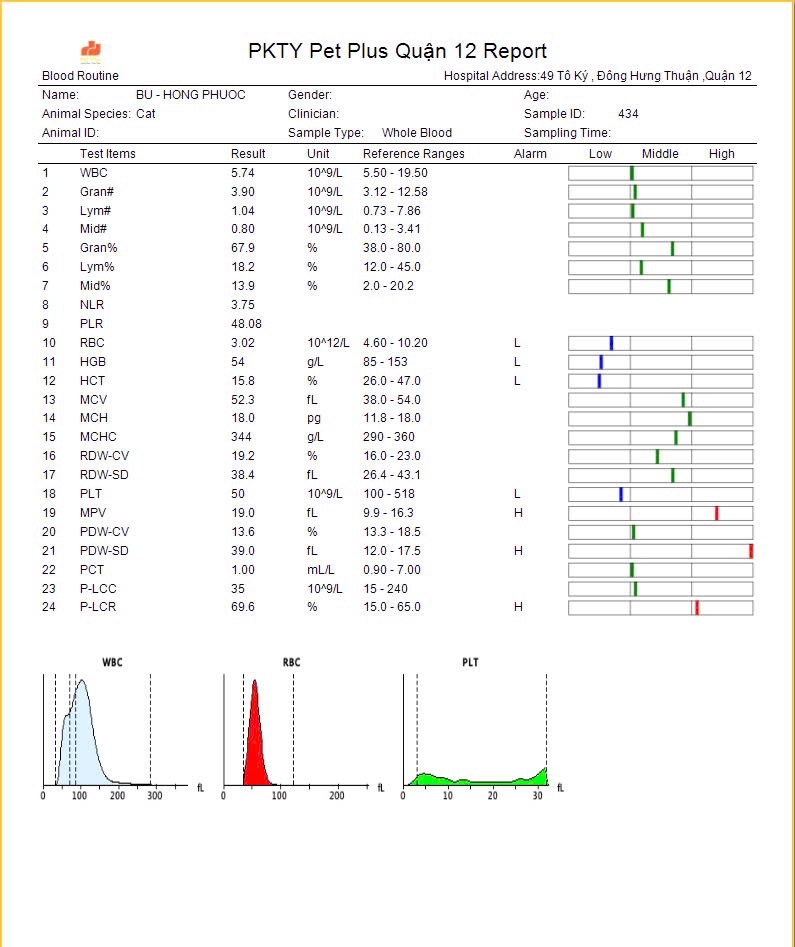 PKTY Pet Plus Quận 12 Report
Blood Routine Hospital Address:49 Tô Ký , Đông Hưng Thuận ,Quận 12
Name: BU - HONG PHUOC Gender: Age:
Animal Species: Cat Clinician: Sample ID: 434
Animal ID: Sample Type: Whole Blood Sampling Time:
Test Items Result Unit Reference Ranges Alarm Low Middle High
1 WBC 5.74 10^9/L 5.50 - 19.50
2 Gran# 3.90 10^9/L 3.12 - 12.58
3 Lym# 1.04 10^9/L 0.73 - 7.86
4 Mid# 0.80 10^9/L 0.13 - 3.41
5 Gran% 67.9 % 38.0 - 80.0
6 Lym% 18.2 % 12.0 - 45.0
7 Mid% 13.9 % 2.0 - 20.2
8 NLR 3.75
9 PLR 48.08
10 RBC 3.02 10^12/L 4.60 - 10.20 L
11 HGB 54 g/L 85 - 153 L
12 HCT 15.8 % 26.0 - 47.0 L
13 MCV 52.3 fL 38.0 - 54.0
14 MCH 18.0 pg 11.8 - 18.0
15 MCHC 344 g/L 290 - 360
16 RDW-CV 19.2 % 16.0 - 23.0
17 RDW-SD 38.4 fL 26.4 - 43.1
18 PLT 50 10^9/L 100 - 518 L
19 MPV 19.0 fL 9.9 - 16.3 H
20 PDW-CV 13.6 % 13.3 - 18.5
21 PDW-SD 39.0 fL 12.0 - 17.5 H
22 PCT 1.00 mL/L 0.90 - 7.00
23 P-LCC 35 10^9/L 15 - 240
24 P-LCR 69.6 % 15.0 - 65.0 H
WBC RBC PLT
0 100 200 300 fL 0 100 200 fL 0 10 20 30 fL